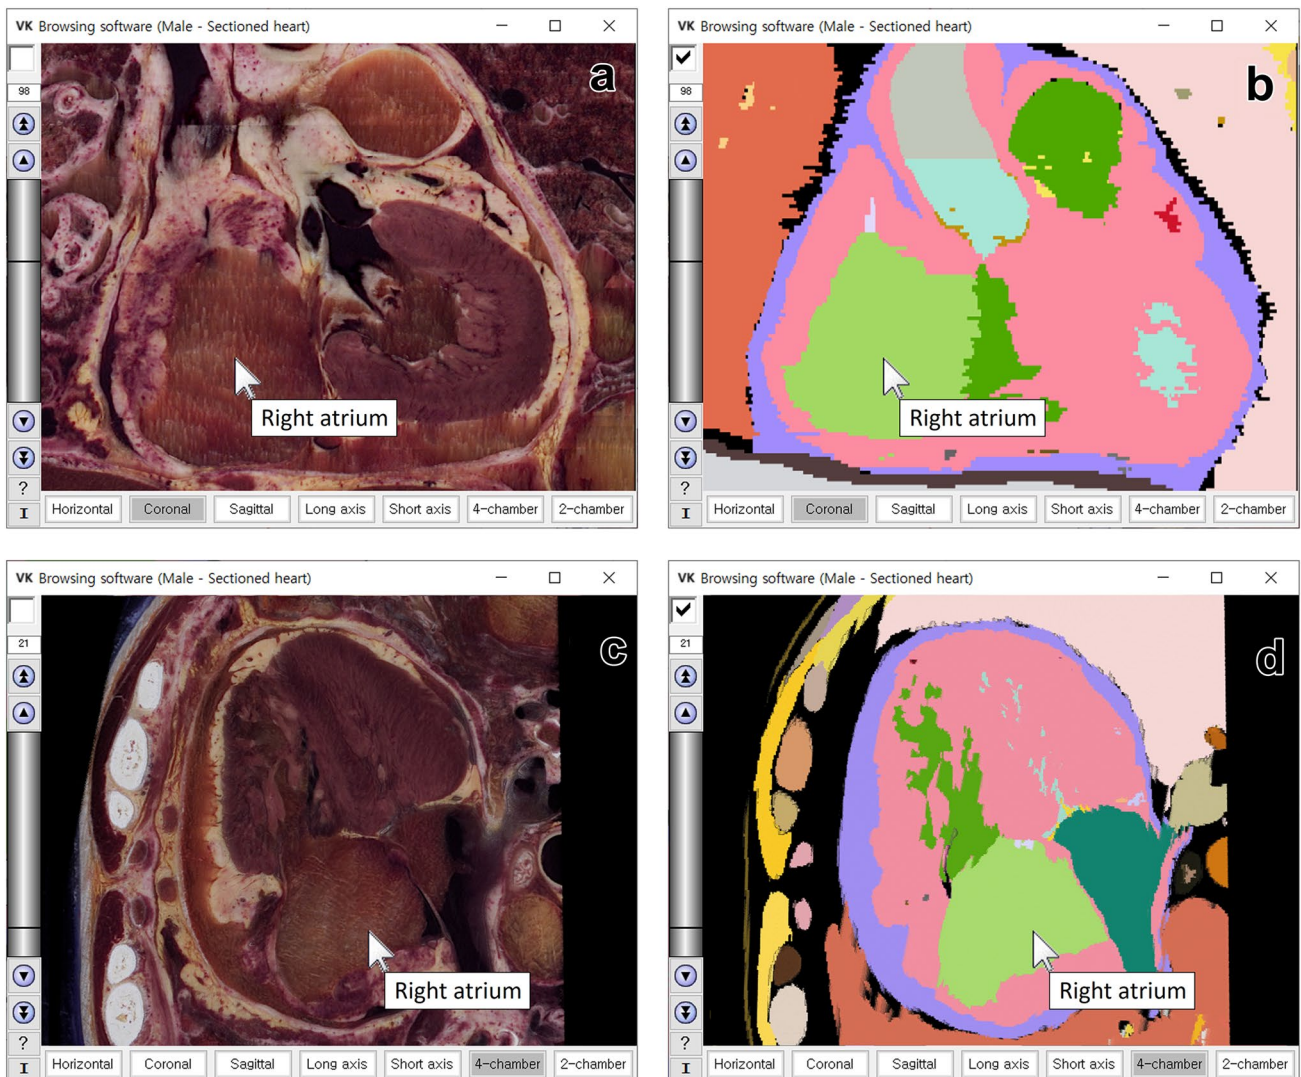 VK Browsing software (Male - Sectioned heart)
a
98
Right atrium
?
I
Horizontal Coronal Sagittal Long axis Short axis 4-chamber 2-chamber
VK Browsing software (Male - Sectioned heart)
b
98
Right atrium
?
I
Horizontal Coronal Sagittal Long axis Short axis 4-chamber 2-chamber
VK Browsing software (Male - Sectioned heart)
c
21
Right atrium
?
I
Horizontal Coronal Sagittal Long axis Short axis 4-chamber 2-chamber
VK Browsing software (Male - Sectioned heart)
d
21
Right atrium
?
I
Horizontal Coronal Sagittal Long axis Short axis 4-chamber 2-chamber